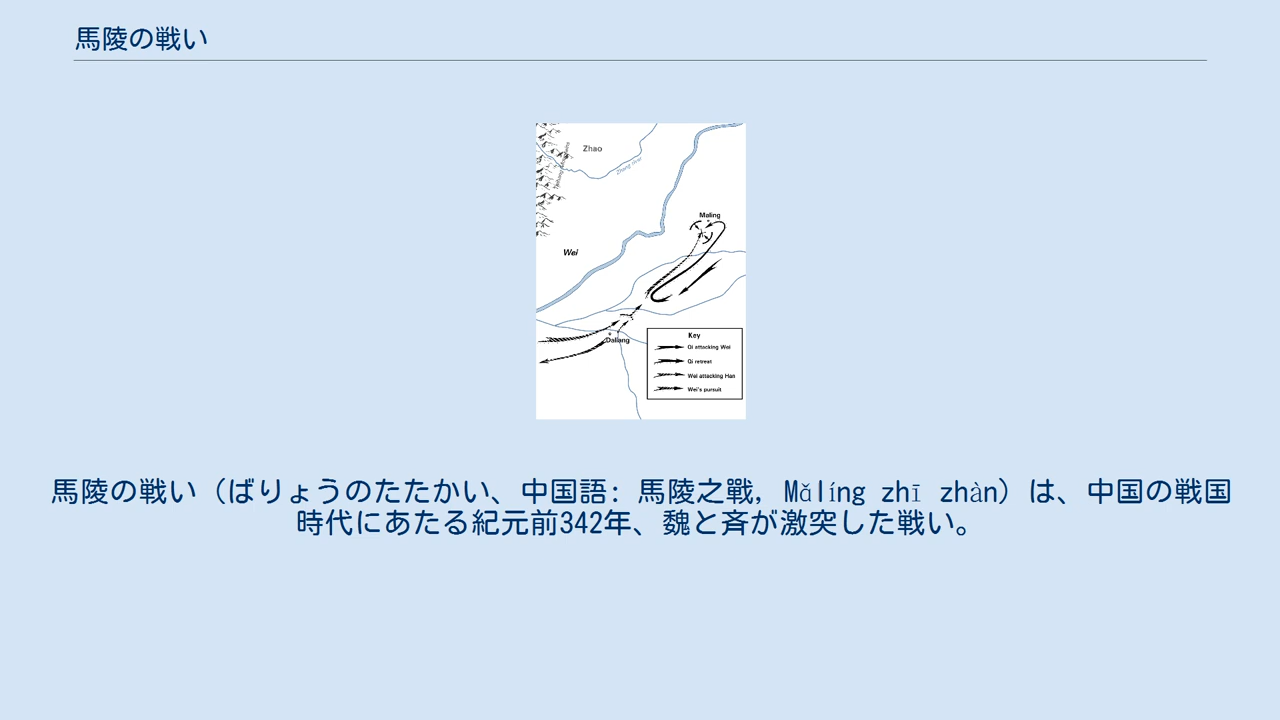 馬陵の戦い
Zhao
Zhang River
Maling
Wei
Daliang
Key
Qi attacking Wei
Qi retreat
Wei attacking Han
Wei's pursuit
馬陵の戦い（ばりょうのたたかい、中国語: 馬陵之戰, Mǎlíng zhī zhàn）は、中国の戦国
時代にあたる紀元前342年、魏と斉が激突した戦い。